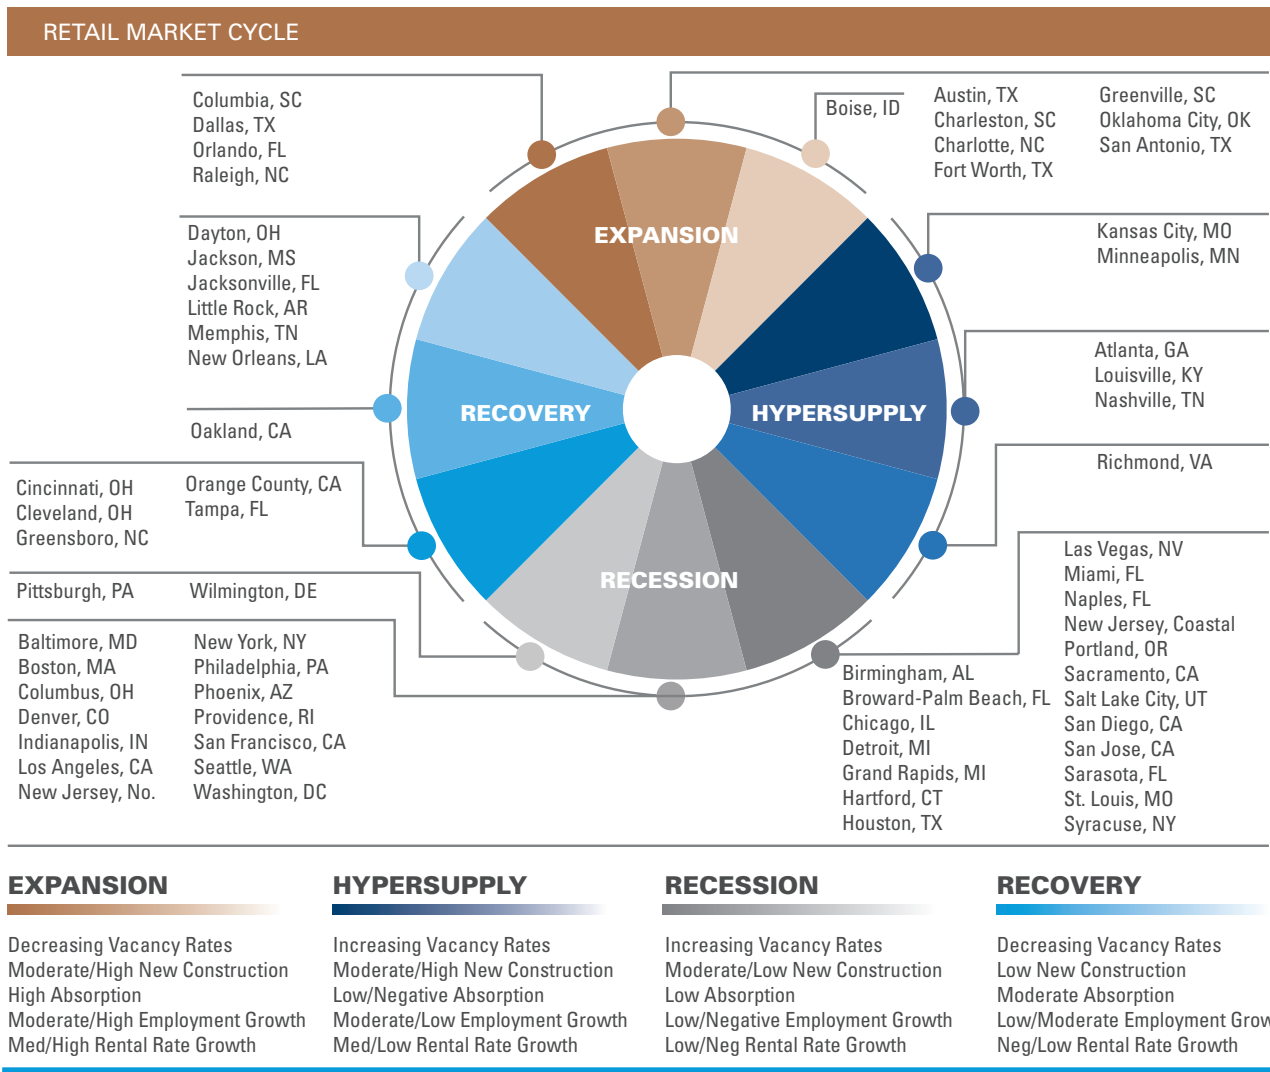 RETAIL MARKET CYCLE
Columbia, SC
Dallas, TX
Orlando, FL
Raleigh, NC
Boise, ID
Austin, TX
Charleston, SC
Charlotte, NC
Fort Worth, TX
Greenville, SC
Oklahoma City, OK
San Antonio, TX
Dayton, OH
Jackson, MS
Jacksonville, FL
Little Rock, AR
Memphis, TN
New Orleans, LA
EXPANSION
Kansas City, MO
Minneapolis, MN
Atlanta, GA
Louisville, KY
Nashville, TN
Oakland, CA
RECOVERY
HYPERSUPPLY
Richmond, VA
Cincinnati, OH
Cleveland, OH
Greensboro, NC
Orange County, CA
Tampa, FL
RECESSION
Pittsburgh, PA
Wilmington, DE
Baltimore, MD
Boston, MA
Columbus, OH
Denver, CO
Indianapolis, IN
Los Angeles, CA
New Jersey, No.
New York, NY
Philadelphia, PA
Phoenix, AZ
Providence, RI
San Francisco, CA
Seattle, WA
Washington, DC
Birmingham, AL
Broward-Palm Beach, FL
Chicago, IL
Detroit, MI
Grand Rapids, MI
Hartford, CT
Houston, TX
Las Vegas, NV
Miami, FL
Naples, FL
New Jersey, Coastal
Portland, OR
Sacramento, CA
Salt Lake City, UT
San Diego, CA
San Jose, CA
Sarasota, FL
St. Louis, MO
Syracuse, NY
EXPANSION
Decreasing Vacancy Rates
Moderate/High New Construction
High Absorption
Moderate/High Employment Growth
Med/High Rental Rate Growth
HYPERSUPPLY
Increasing Vacancy Rates
Moderate/High New Construction
Low/Negative Absorption
Moderate/Low Employment Growth
Med/Low Rental Rate Growth
RECESSION
Increasing Vacancy Rates
Moderate/Low New Construction
Low Absorption
Low/Negative Employment Growth
Low/Neg Rental Rate Growth
RECOVERY
Decreasing Vacancy Rates
Low New Construction
Moderate Absorption
Low/Moderate Employment Grow
Neg/Low Rental Rate Growth